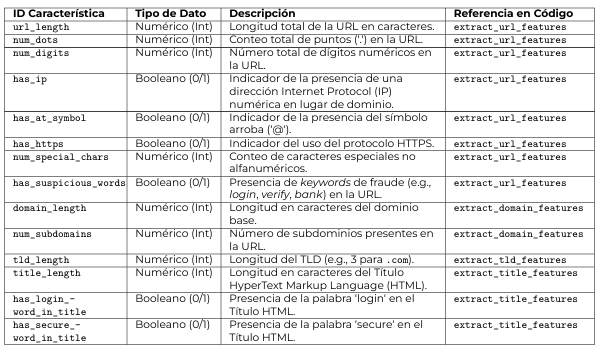 ID Característica Tipo de Dato Descripción Referencia en Código
url_length Numérico (Int) Longitud total de la URL en caracteres. extract_url_features
num_dots Numérico (Int) Conteo total de puntos ('.') en la URL. extract_url_features
num_digits Numérico (Int) Número total de dígitos numéricos en extract_url_features
la URL.
has_ip Booleano (0/1) Indicador de la presencia de una extract_url_features
dirección Internet Protocol (IP)
numérica en lugar de dominio.
has_at_symbol Booleano (0/1) Indicador de la presencia del símbolo extract_url_features
arroba ('@').
has_https Booleano (0/1) Indicador del uso del protocolo HTTPS. extract_url_features
num_special_chars Numérico (Int) Conteo de caracteres especiales no extract_url_features
alfanuméricos.
has_suspicious_words Booleano (0/1) Presencia de keywords de fraude (e.g., extract_url_features
login, verify, bank) en la URL.
domain_length Numérico (Int) Longitud en caracteres del dominio extract_domain_features
base.
num_subdomains Numérico (Int) Número de subdominios presentes en extract_domain_features
la URL.
tld_length Numérico (Int) Longitud del TLD (e.g., 3 para .com). extract_tld_features
title_length Numérico (Int) Longitud en caracteres del Título extract_title_features
HyperText Markup Language (HTML).
has_login_- Booleano (0/1) Presencia de la palabra 'login' en el extract_title_features
word_in_title Título HTML.
has_secure_- Booleano (0/1) Presencia de la palabra 'secure' en el extract_title_features
word_in_title Título HTML.